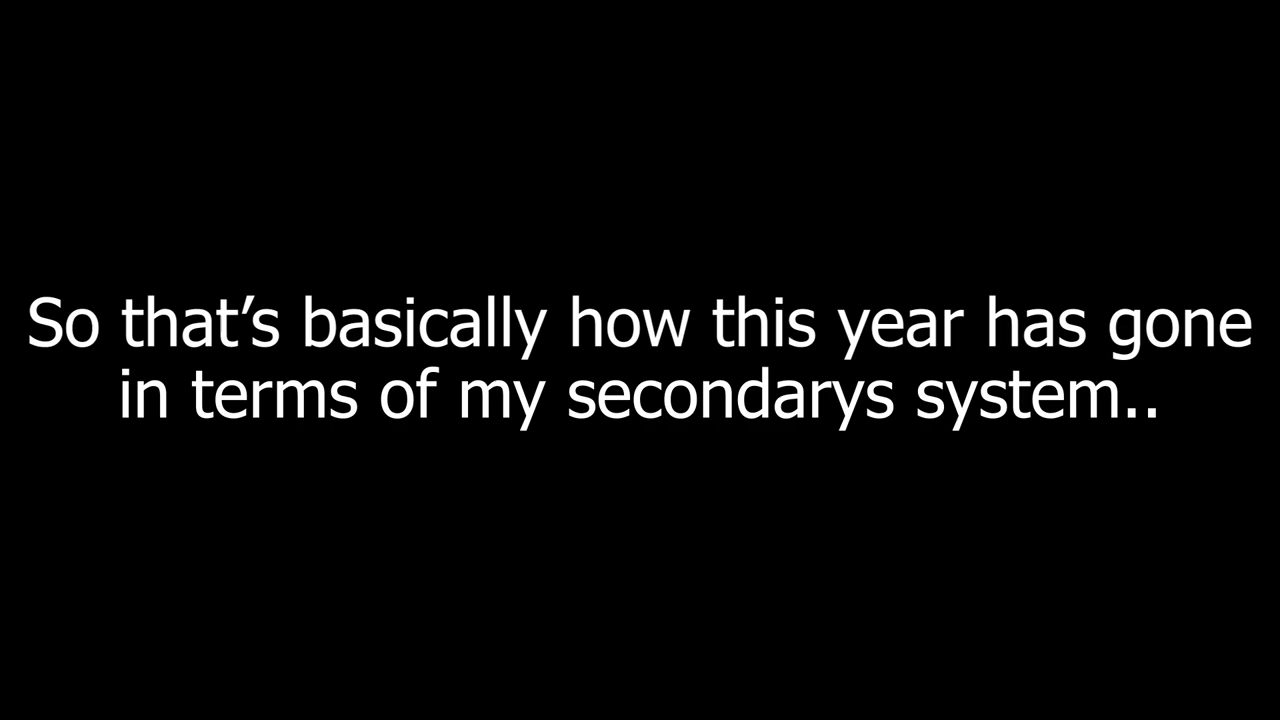 So that’s basically how this year has gone
in terms of my secondarys system..